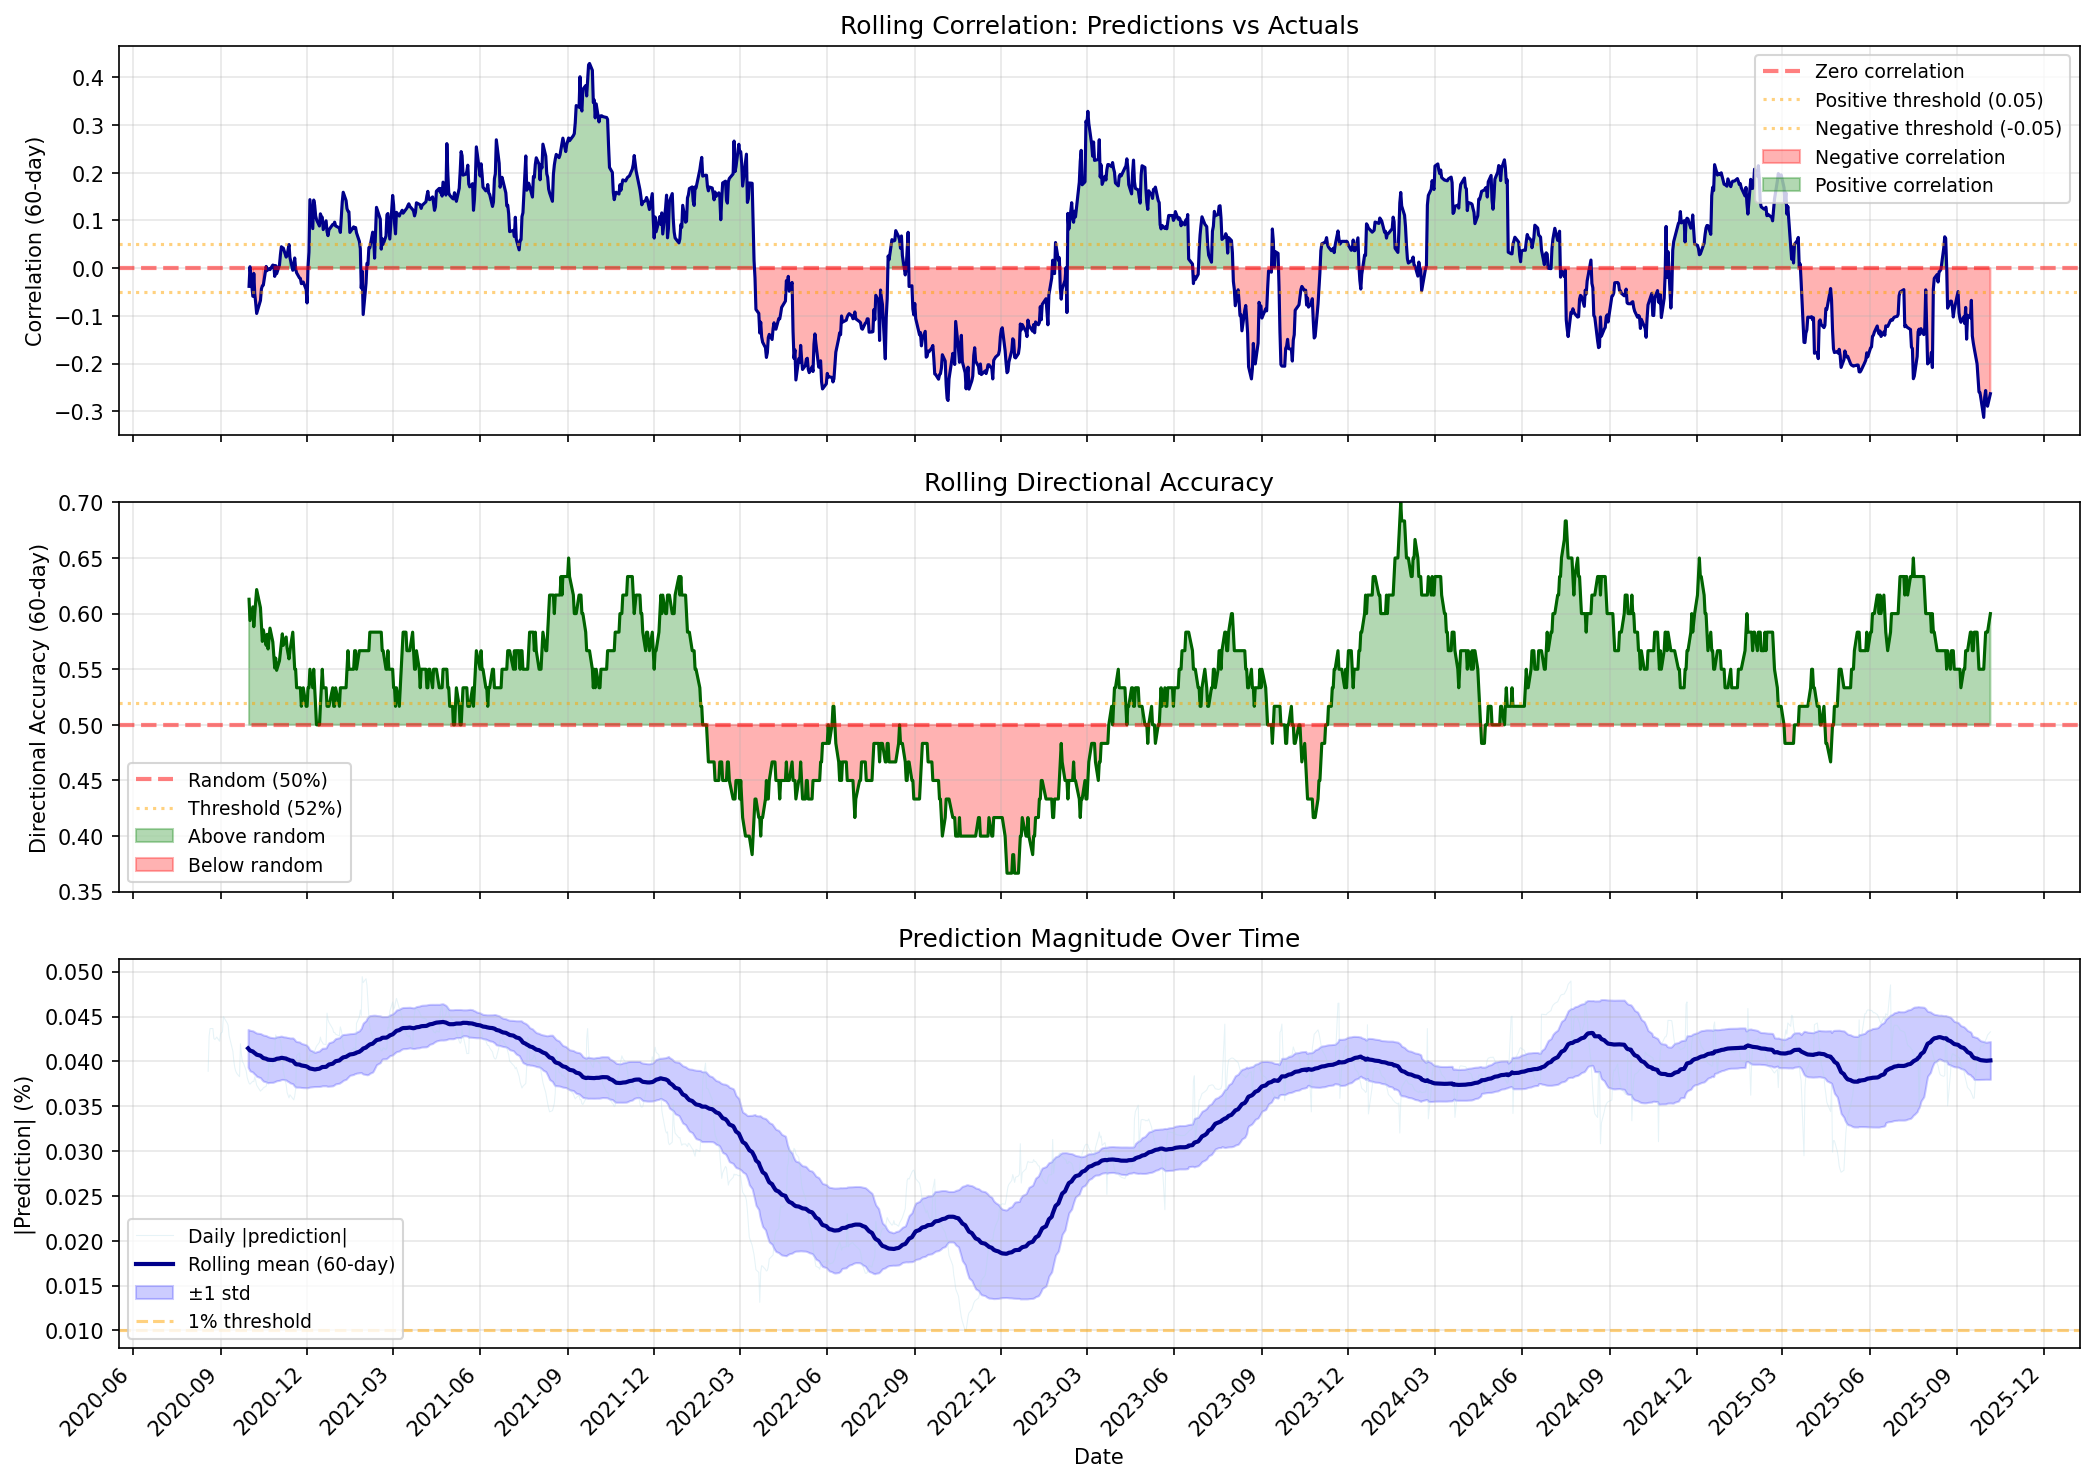 Rolling Correlation: Predictions vs Actuals
Correlation (60-day)
0.4
0.3
0.2
0.1
0.0
−0.1
−0.2
−0.3
Zero correlation
Positive threshold (0.05)
Negative threshold (-0.05)
Negative correlation
Positive correlation
Rolling Directional Accuracy
Directional Accuracy (60-day)
0.70
0.65
0.60
0.55
0.50
0.45
0.40
0.35
Random (50%)
Threshold (52%)
Above random
Below random
Prediction Magnitude Over Time
|Prediction| (%)
0.050
0.045
0.040
0.035
0.030
0.025
0.020
0.015
0.010
Daily |prediction|
Rolling mean (60-day)
±1 std
1% threshold
2020-06
2020-09
2020-12
2021-03
2021-06
2021-09
2021-12
2022-03
2022-06
2022-09
2022-12
2023-03
2023-06
2023-09
2023-12
2024-03
2024-06
2024-09
2024-12
2025-03
2025-06
2025-09
2025-12
Date